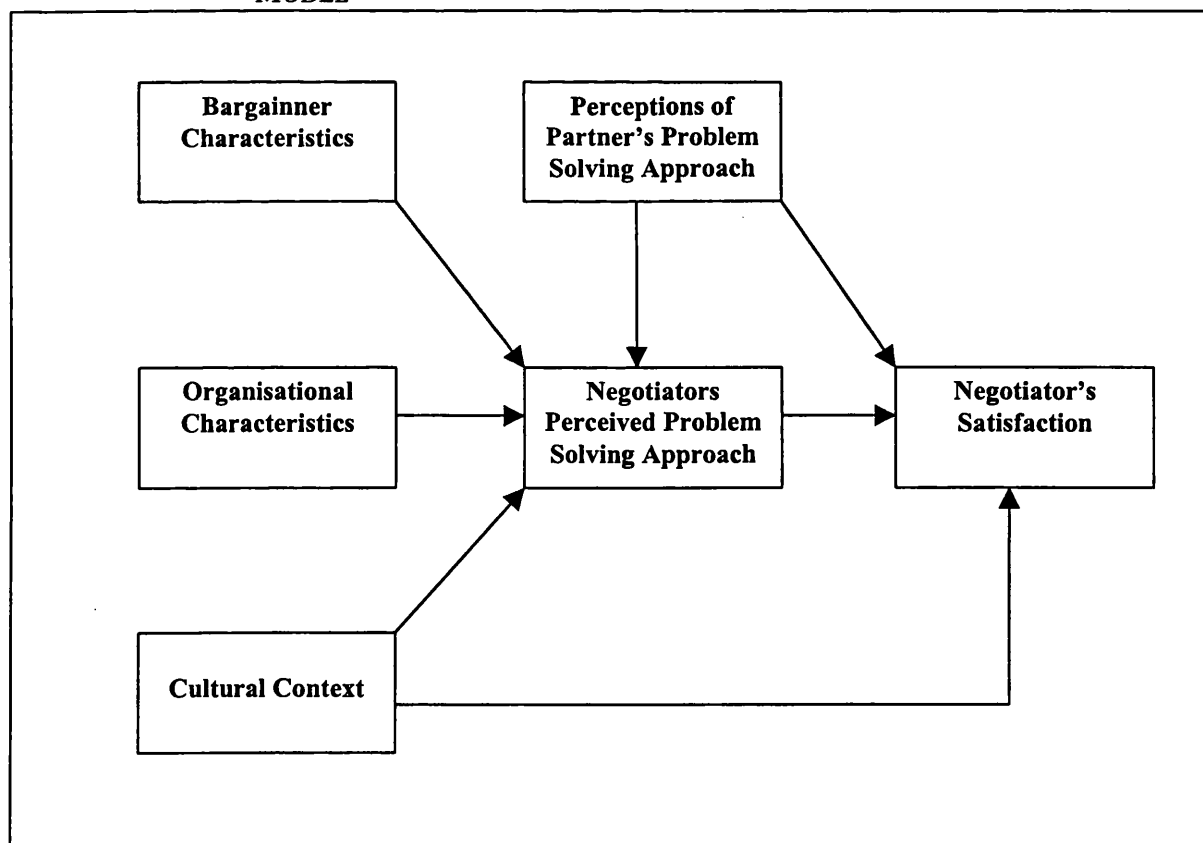 MODEL
Bargainner
Characteristics
Perceptions of
Partner's Problem
Solving Approach
Organisational
Characteristics
Negotiators
Perceived Problem
Solving Approach
Negotiator's
Satisfaction
Cultural Context